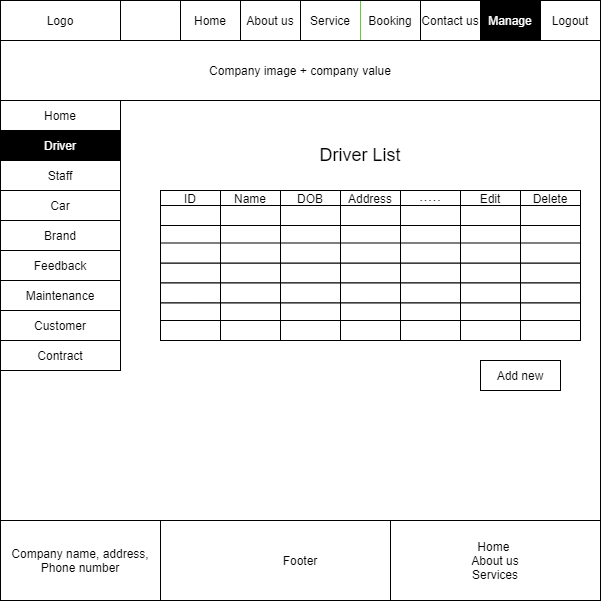 Logo
Home
About us
Service
Booking
Contact us
Manage
Logout
Company image + company value
Home
Driver
Staff
Car
Brand
Feedback
Maintenance
Customer
Contract
Driver List
ID Name DOB Address ..... Edit Delete
Add new
Company name, address,
Phone number
Footer
Home
About us
Services